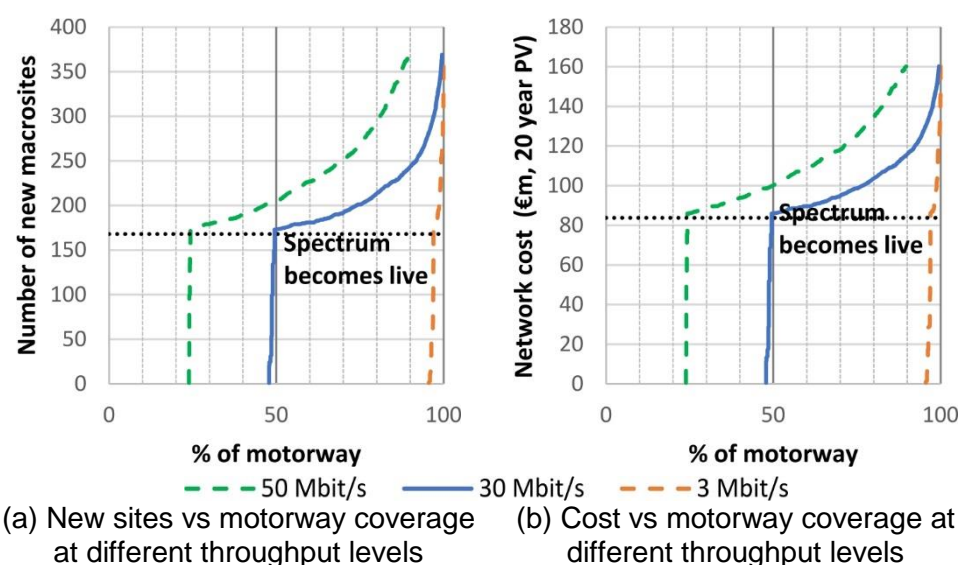 400
350
300
250
200
150
100
50
0
Number of new macrosites
Spectrum
becomes live
0 50 100
% of motorway
180
160
140
120
100
80
60
40
20
0
Network cost (€m, 20 year PV)
Spectrum
becomes live
0 50 100
% of motorway
50 Mbit/s 30 Mbit/s 3 Mbit/s
(a) New sites vs motorway coverage
at different throughput levels
(b) Cost vs motorway coverage at
different throughput levels